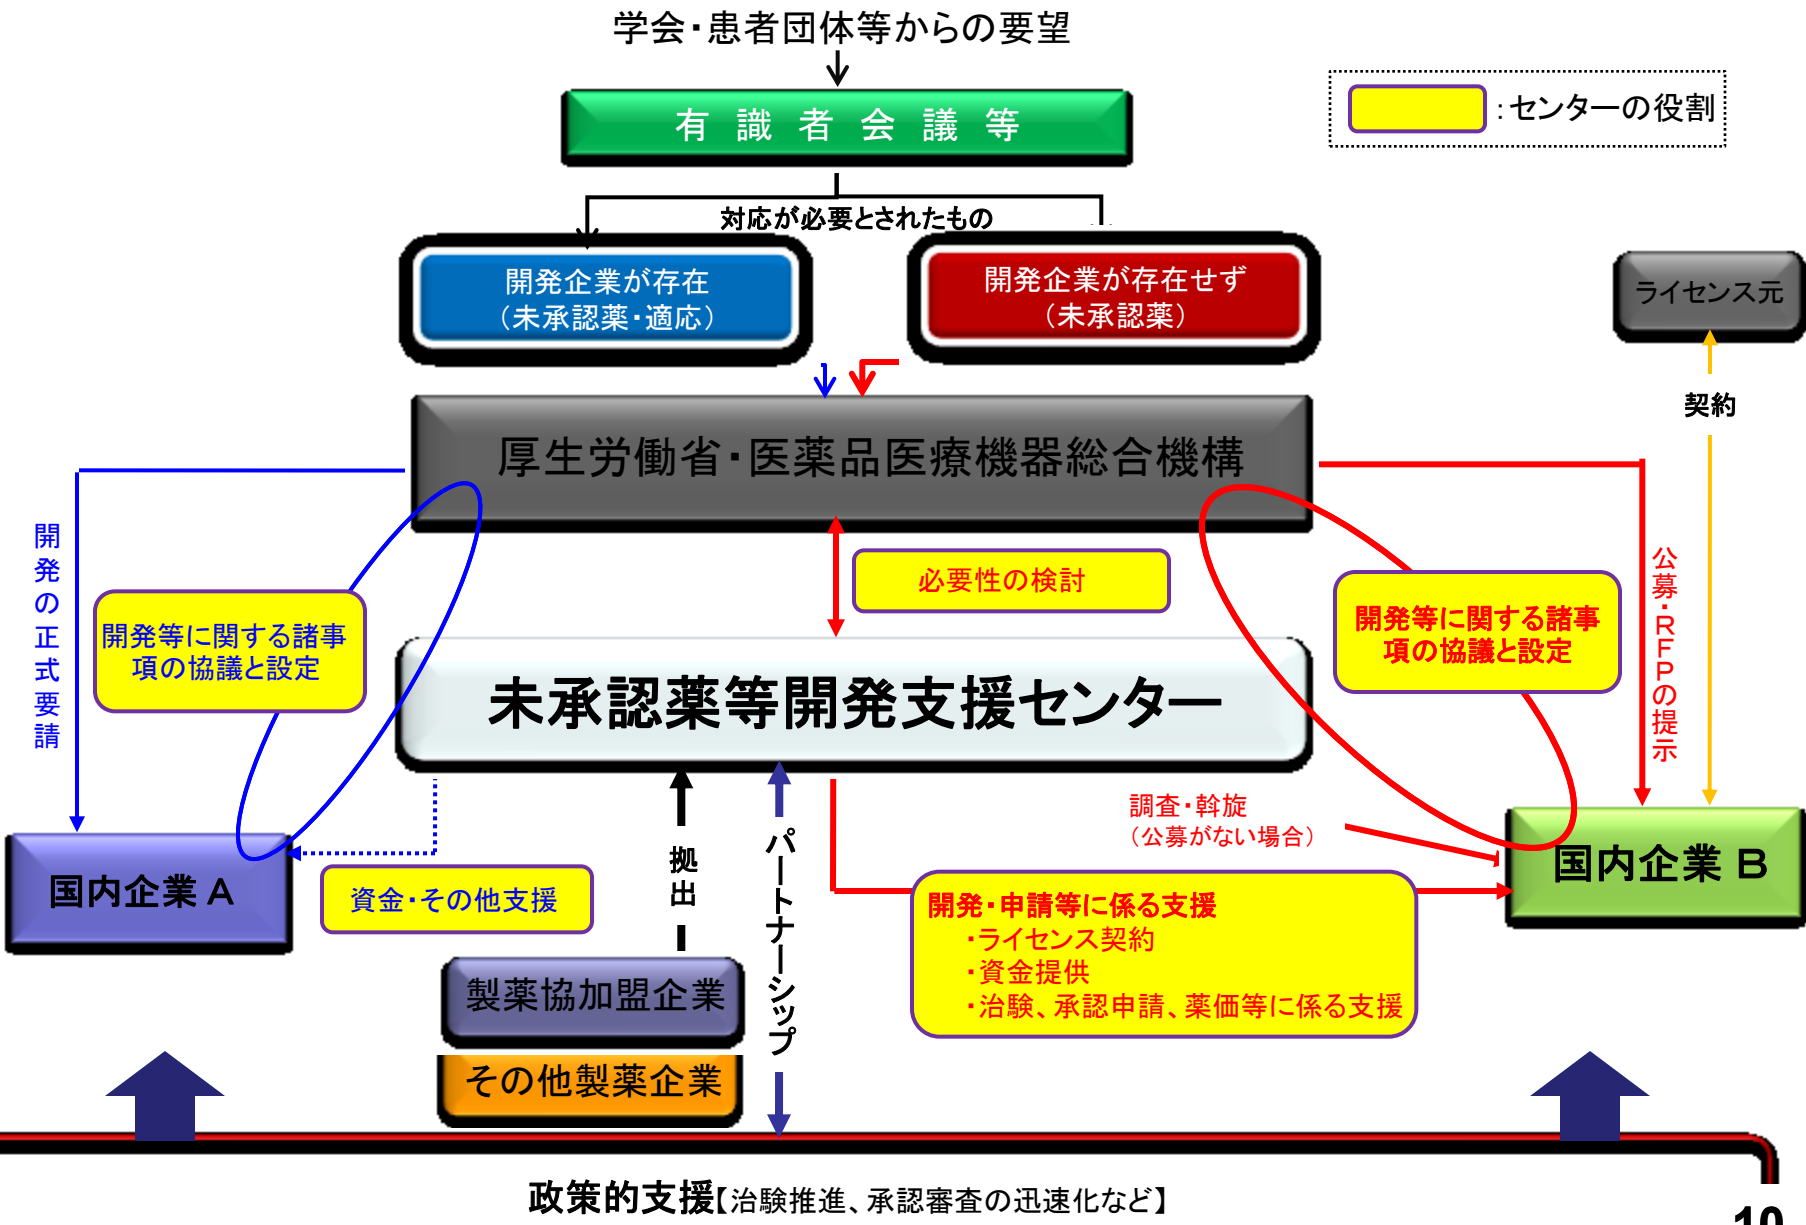 学会・患者団体等からの要望
有識者会議等
：センターの役割
対応が必要とされたもの
開発企業が存在
（未承認薬・適応）
開発企業が存在せず
（未承認薬）
ライセンス元
契約
厚生労働省・医薬品医療機器総合機構
開発の正式要請
開発等に関する諸事
項の協議と設定
必要性の検討
開発等に関する諸事
項の協議と設定
公募・RFPの提示
未承認薬等開発支援センター
調査・斡旋
（公募がない場合）
国内企業 A
資金・その他支援
拠出
パートナーシップ
国内企業 B
開発・申請等に係る支援
・ライセンス契約
・資金提供
・治験、承認申請、薬価等に係る支援
製薬協加盟企業
その他製薬企業
政策的支援【治験推進、承認審査の迅速化など】
10